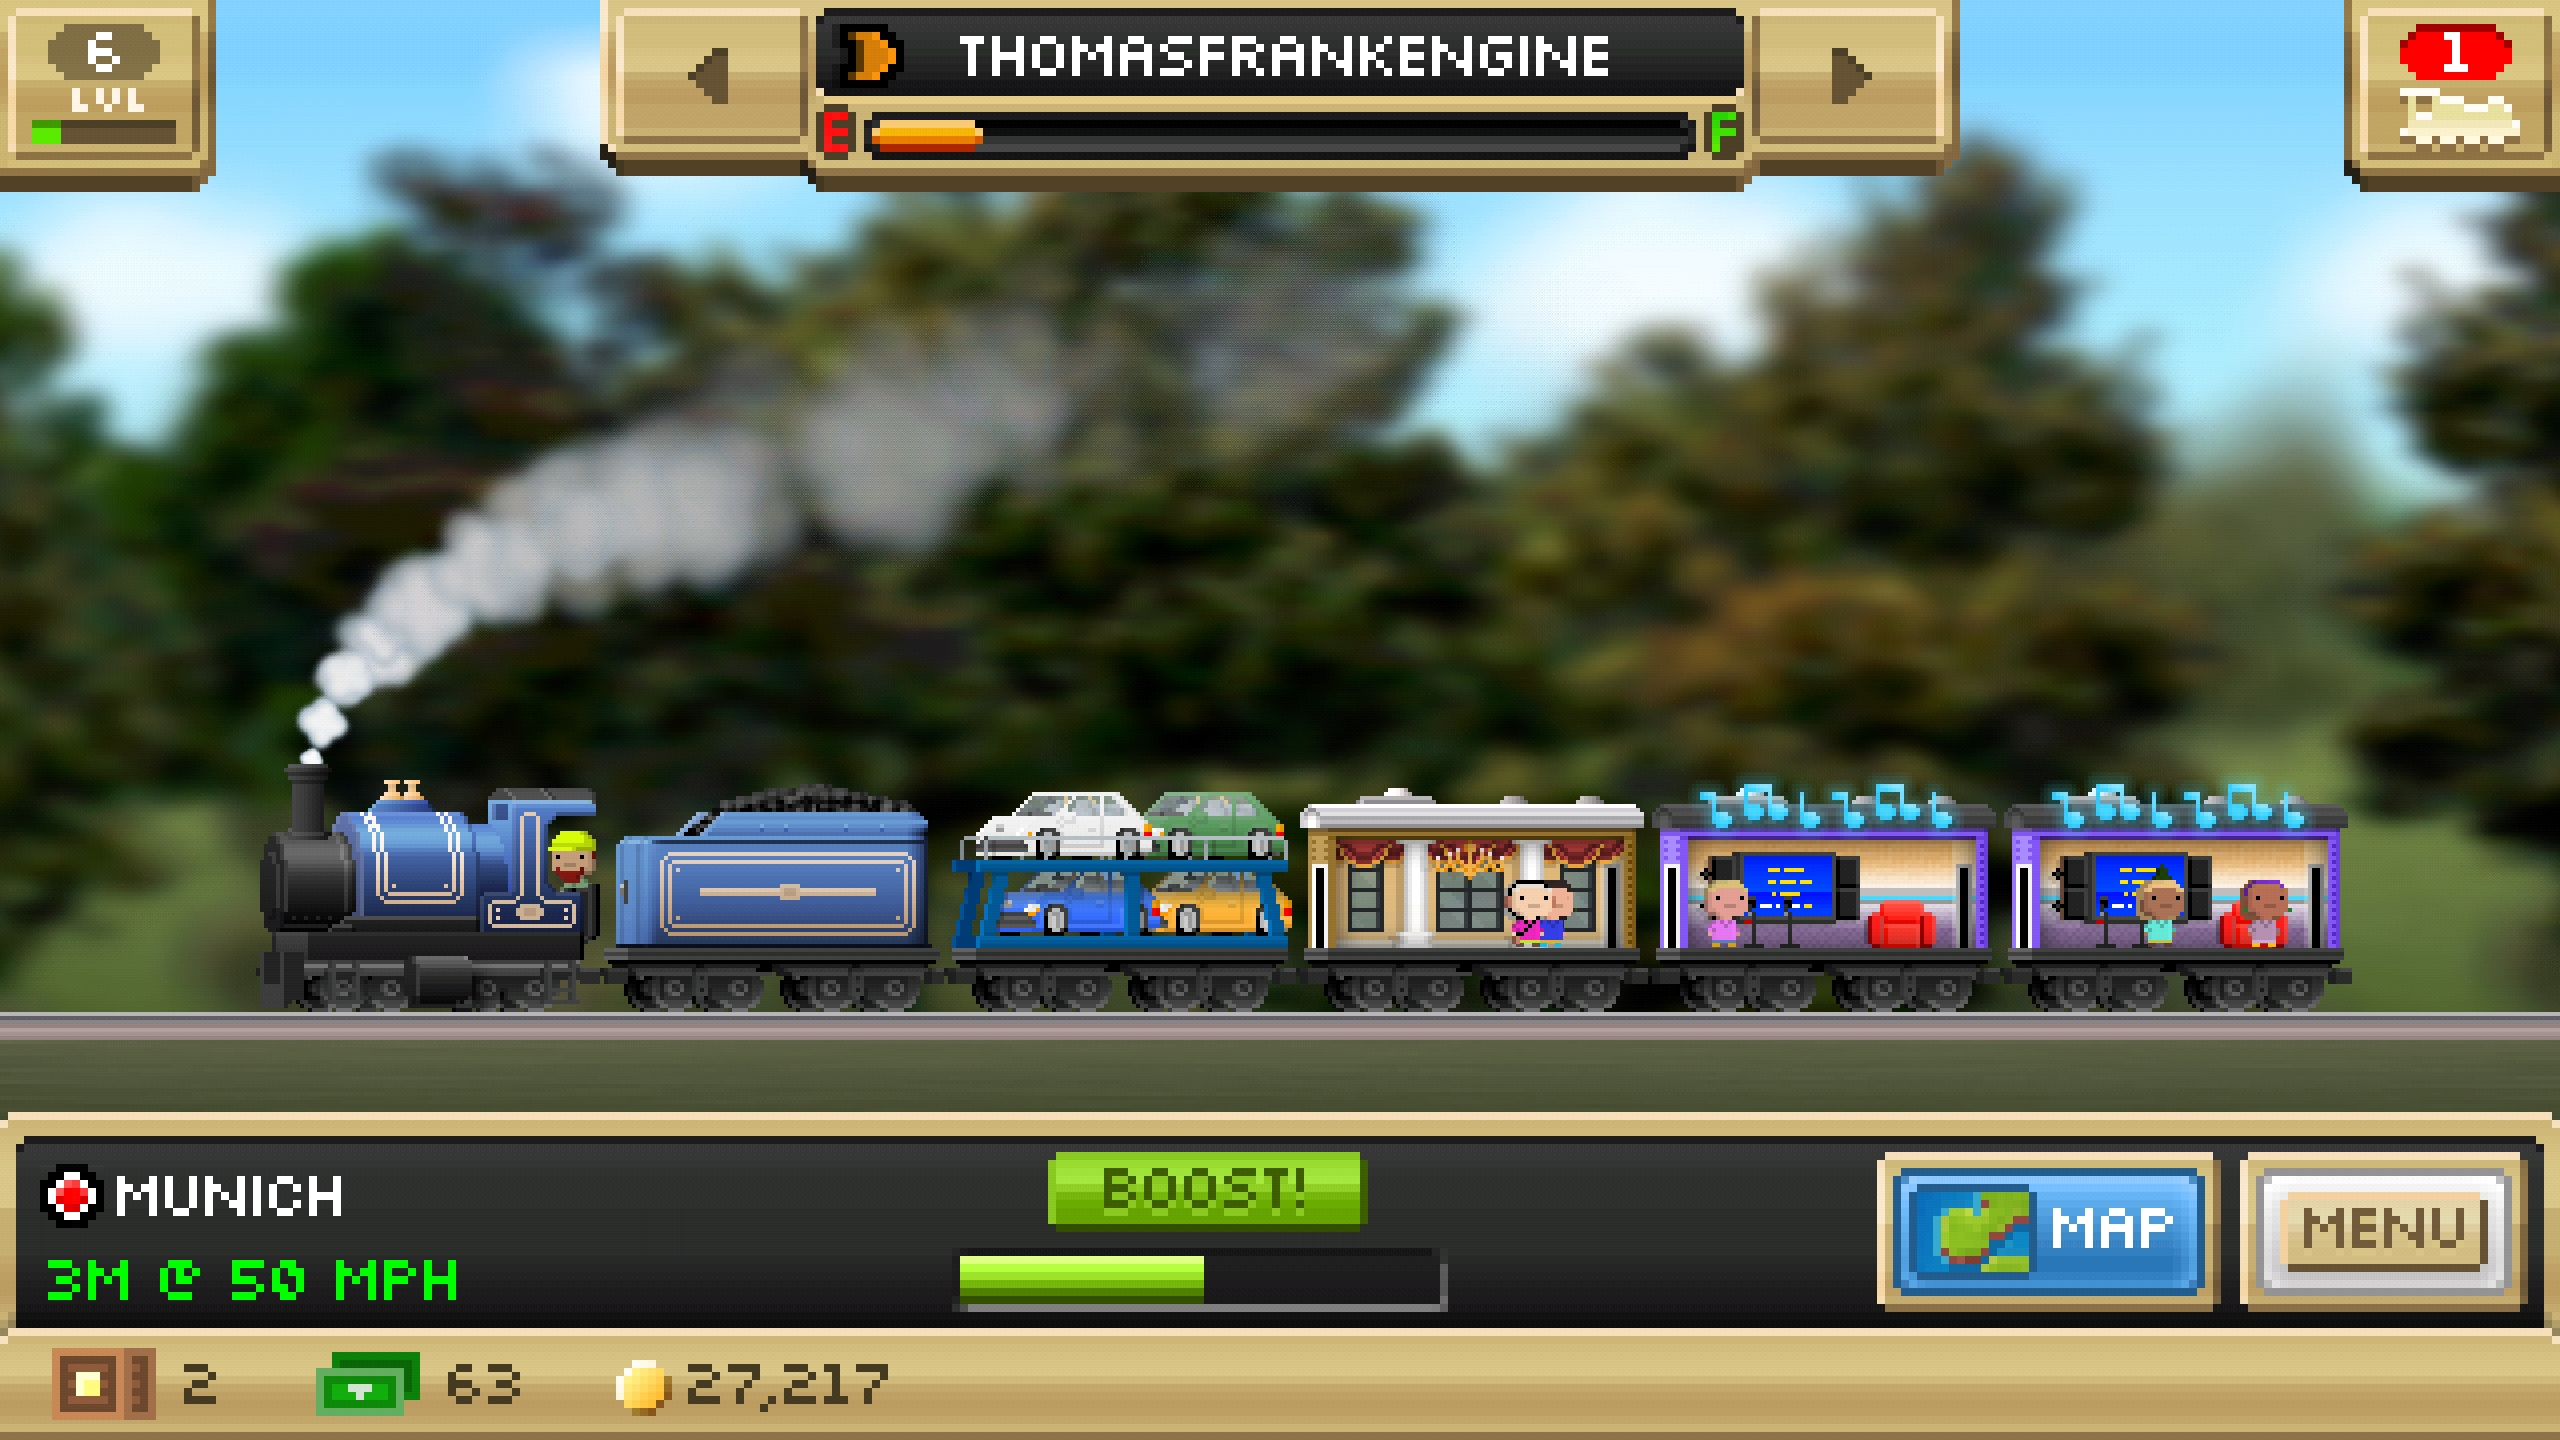 6
LVL
THOMASFRANKENGINE
E F
1
MUNICH
BOOST!
3M @ 50 MPH
MAP
MENU
2
63
27,217